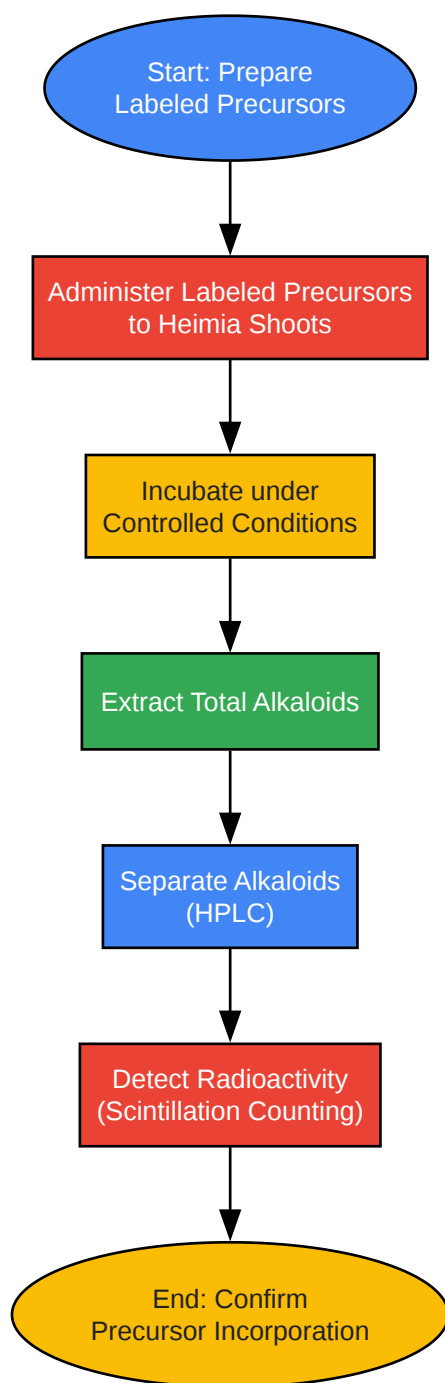 Start: Prepare
Labeled Precursors
Administer Labeled Precursors
to Heimia Shoots
Incubate under
Controlled Conditions
Extract Total Alkaloids
Separate Alkaloids
(HPLC)
Detect Radioactivity
(Scintillation Counting)
End: Confirm
Precursor Incorporation